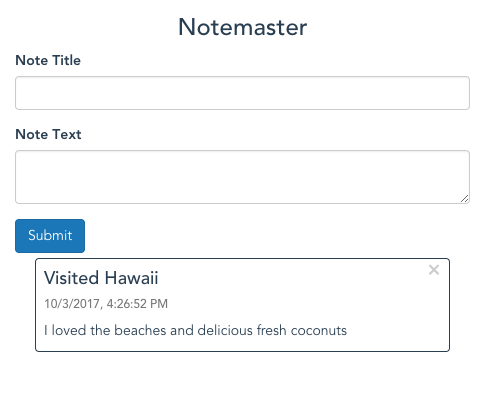 Notemaster
Note Title
Note Text
Submit
Visited Hawaii
×
10/3/2017, 4:26:52 PM
I loved the beaches and delicious fresh coconuts